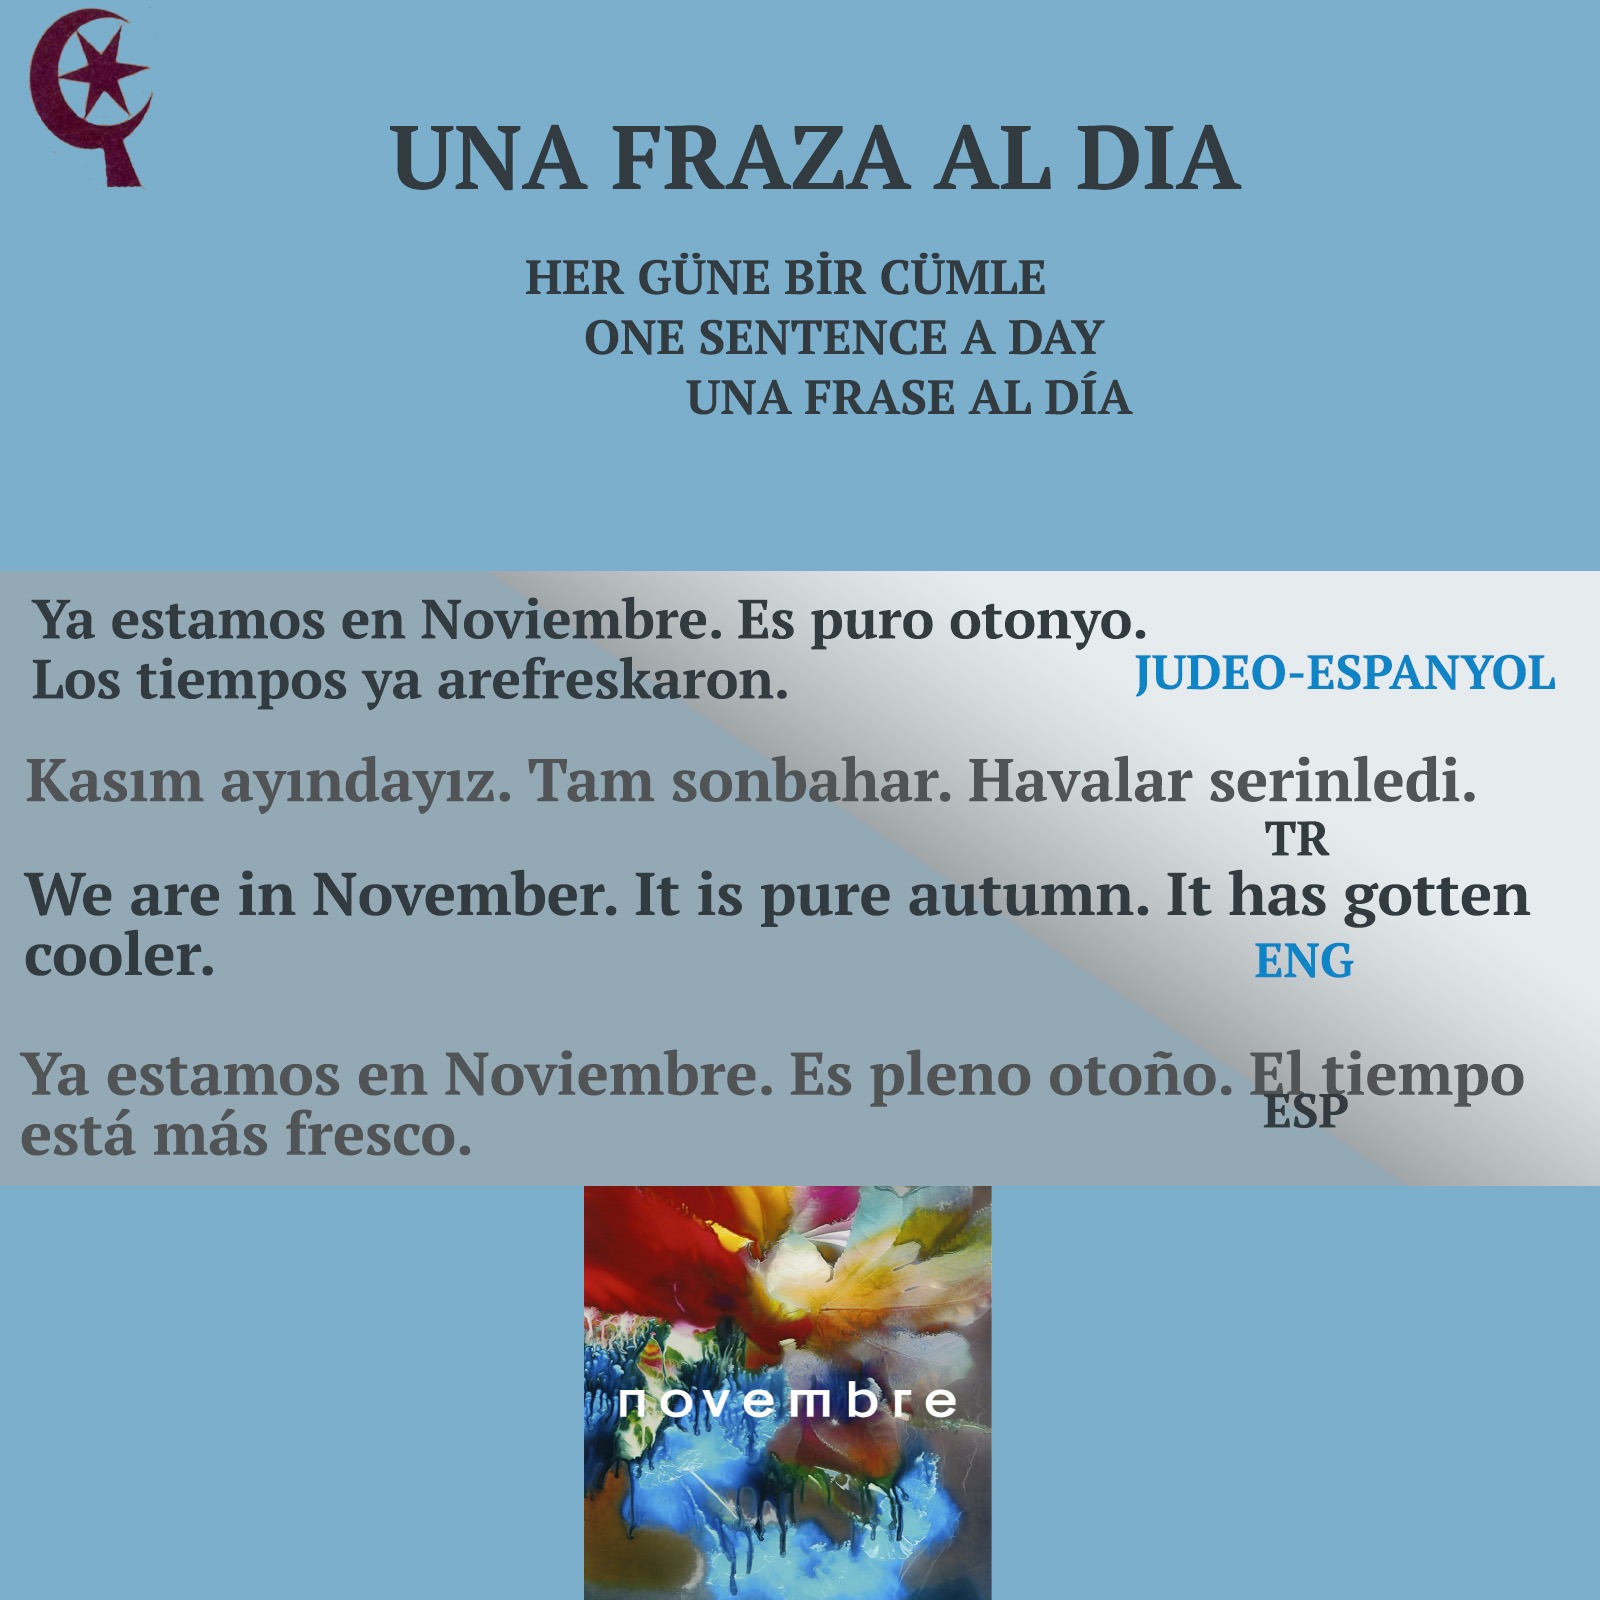 UNA FRAZA AL DIA
HER GÜNE BİR CÜMLE
ONE SENTENCE A DAY
UNA FRASE AL DÍA
Ya estamos en Noviembre. Es puro otonyo.
Los tiempos ya arefreskaron.
JUDEO-ESPANYOL
Kasım ayındayız. Tam sonbahar. Havalar serinledi.
TR
We are in November. It is pure autumn. It has gotten
cooler.
ENG
Ya estamos en Noviembre. Es pleno otoño. El tiempo
está más fresco.
ESP
novembre